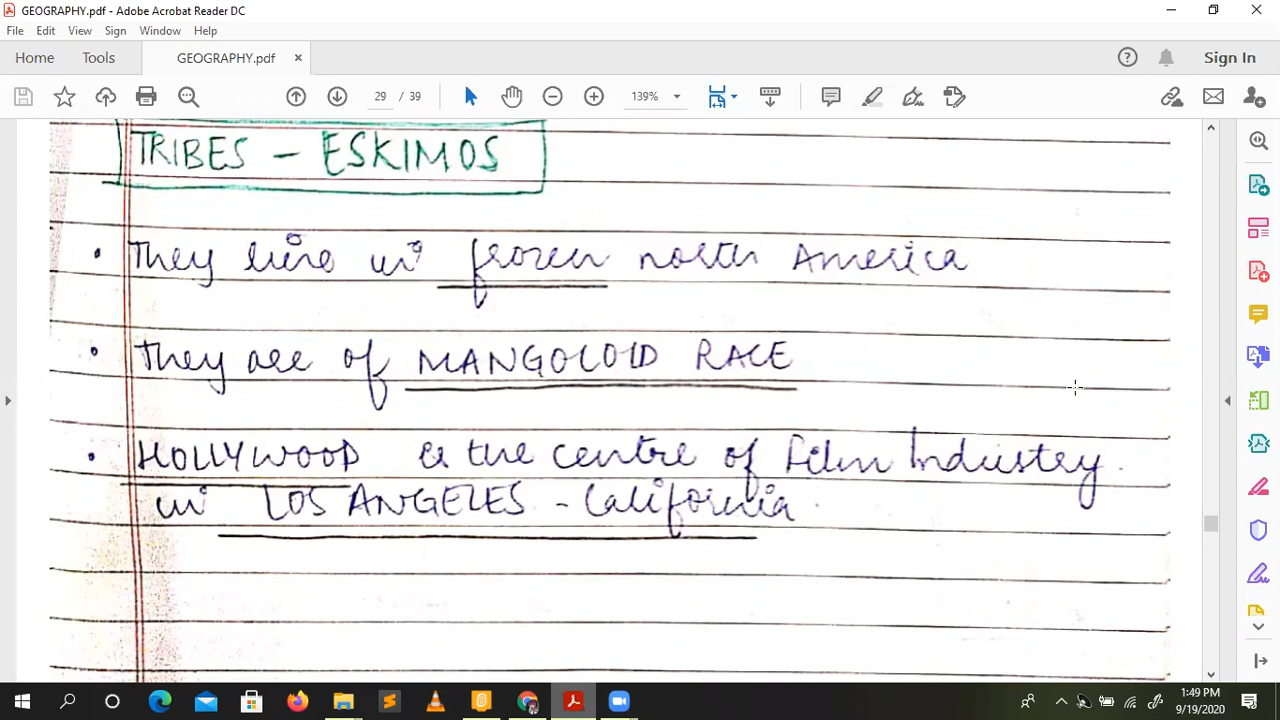 GEOGRAPHY.pdf - Adobe Acrobat Reader DC
File Edit View Sign Window Help
Home Tools GEOGRAPHY.pdf × Sign In
29 / 39 139%
TRIBES - ESKIMOS
• They live in frozen north America
• They are of MANGOLOID RACE
• HOLLYWOOD is the centre of Film Industry.
in LOS ANGELES - California.
1:49 PM
9/19/2020